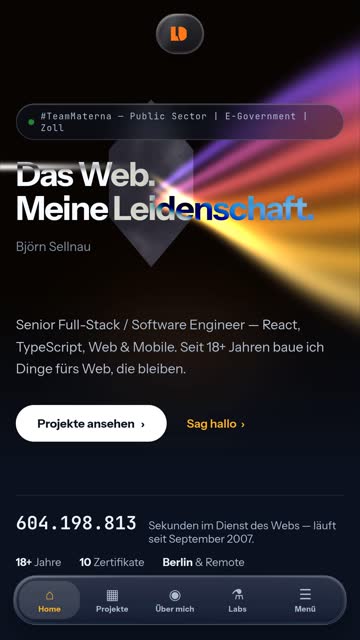 #TeamMaterna — Public Sector | E-Government |
Zoll
Das Web.
Meine Leidenschaft.
Björn Sellnau
Senior Full-Stack / Software Engineer — React,
TypeScript, Web & Mobile. Seit 18+ Jahren baue ich
Dinge fürs Web, die bleiben.
Projekte ansehen › Sag hallo ›
604.198.813 Sekunden im Dienst des Webs — läuft
seit September 2007.
18+ Jahre 10 Zertifikate Berlin & Remote
Home Projekte Über mich Labs Menü